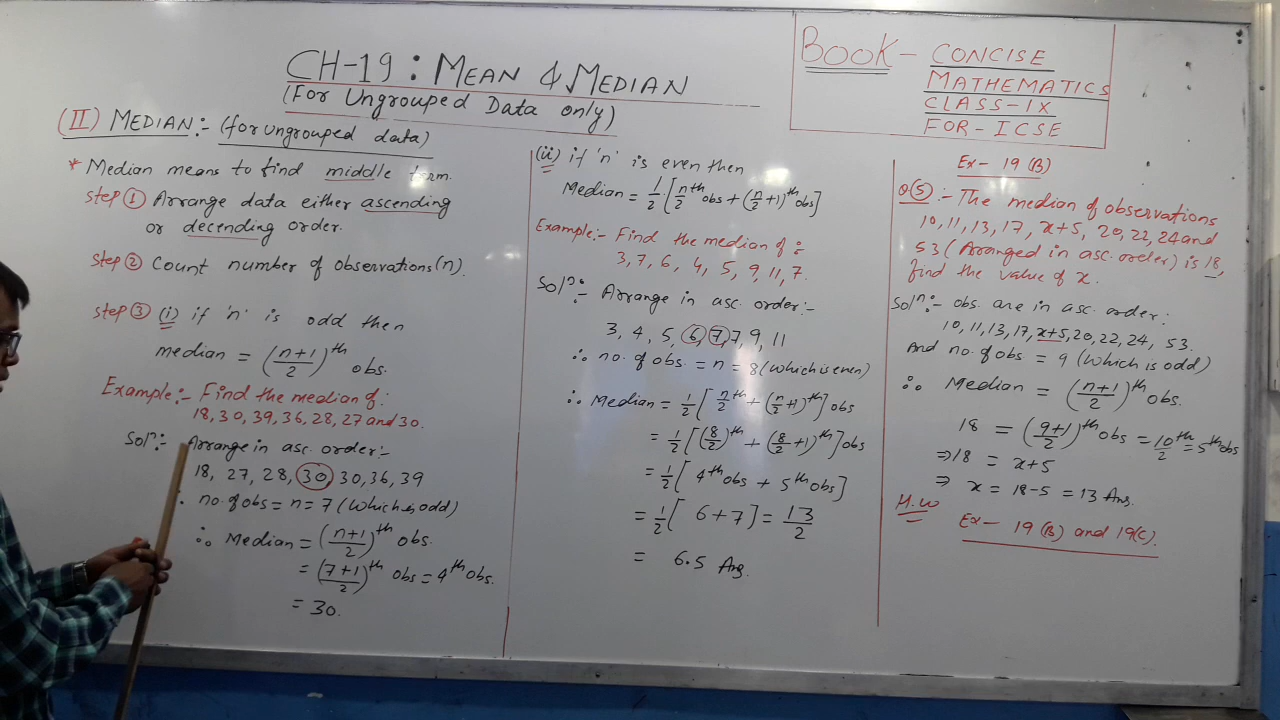 CH-19 : MEAN & MEDIAN
(For Ungrouped Data only)
BOOK - CONCISE
MATHEMATICS
CLASS-IX
FOR-ICSE
(II) MEDIAN:- (for ungrouped data)
* Median means to find middle term.
step ① Arrange data either ascending
or decending order.
step ② Count number of observations (n).
step ③ (i) if 'n' is odd then
median = ((n+1)/2)th obs.
Example:- Find the median of:
18, 30, 39, 36, 28, 27 and 30.
Solⁿ:- Arrange in asc. order:-
18, 27, 28, 30, 30, 36, 39
∴ no. of obs = n = 7 (which is odd)
∴ Median = ((n+1)/2)th obs.
= ((7+1)/2)th obs = 4th obs.
= 30.
(ii) if 'n' is even then
Median = 1/2 [n/2 th obs + (n/2 +1)th obs]
Example:- Find the median of :
3, 7, 6, 4, 5, 9, 11, 7.
Solⁿ:- Arrange in asc. order:-
3, 4, 5, 6, 7, 7, 9, 11
∴ no. of obs = n = 8 (which is even)
∴ Median = 1/2 [n/2 th + (n/2 +1)th] obs
= 1/2 [(8/2)th + (8/2 +1)th] obs
= 1/2 [4th obs + 5th obs]
= 1/2 [6+7] = 13/2
= 6.5 Ans.
Ex- 19 (B)
Q(5):- The median of observations
10, 11, 13, 17, x+5, 20, 22, 24 and
53 (Arranged in asc. order) is 18,
find the value of x.
Solⁿ:- obs. are in asc. order:
10, 11, 13, 17, x+5, 20, 22, 24, 53.
And no. of obs = 9 (which is odd)
∴ Median = ((n+1)/2)th obs.
18 = ((9+1)/2)th obs = 10/2 th = 5th obs
⇒ 18 = x+5
⇒ x = 18-5 = 13 Ans.
H.W
Ex- 19 (B) and 19(C).